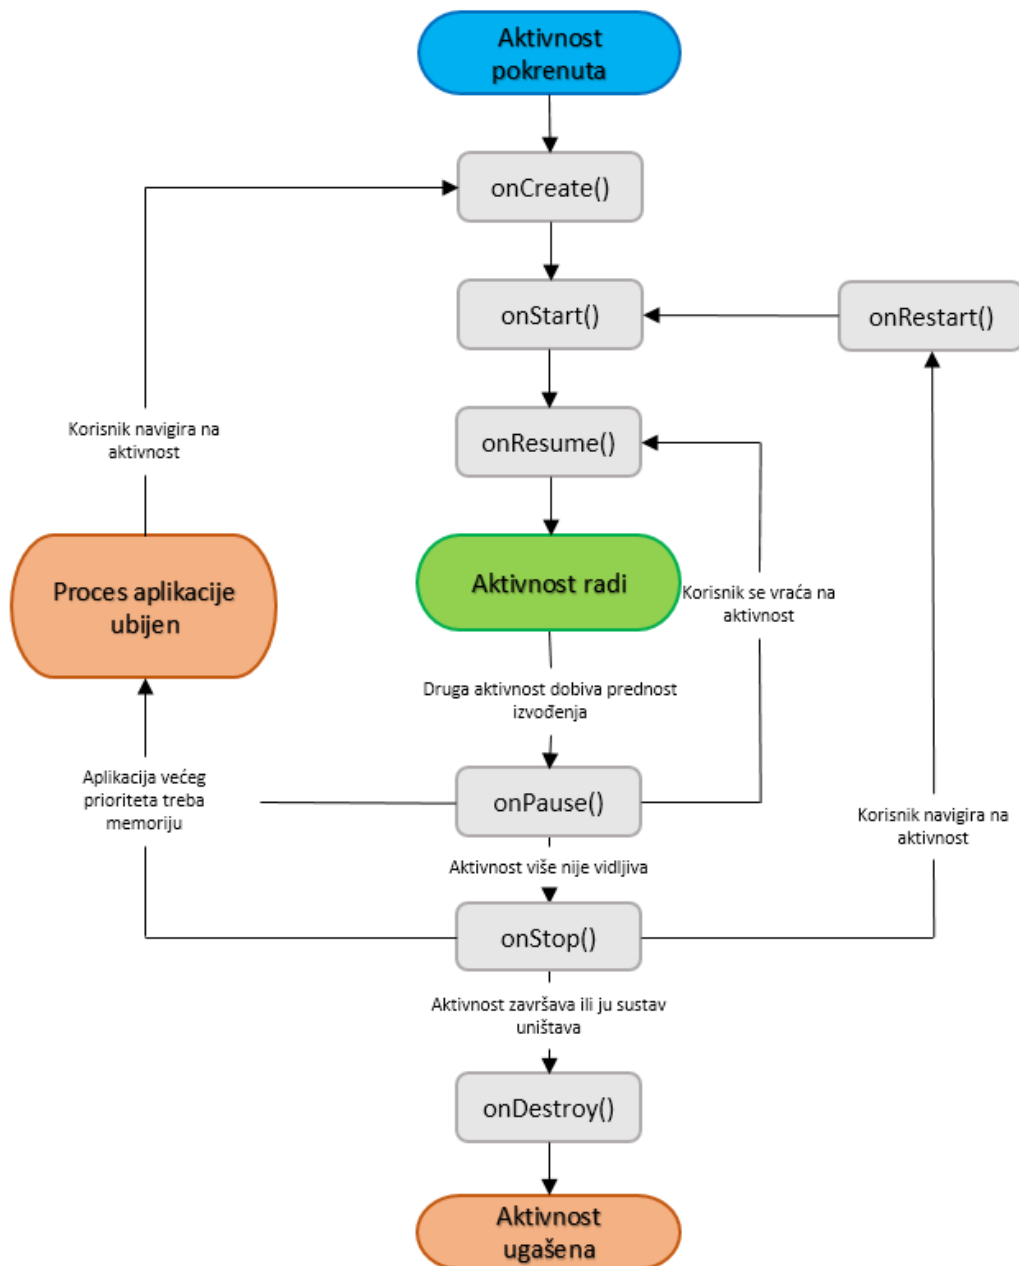 Aktivnost
pokrenuta
onCreate()
onStart()
onRestart()
Korisnik navigira na
aktivnost
onResume()
Proces aplikacije
ubijen
Aktivnost radi
Korisnik se vraća na
aktivnost
Druga aktivnost dobiva prednost
izvođenja
Aplikacija većeg
prioriteta treba
memoriju
onPause()
Korisnik navigira na
aktivnost
Aktivnost više nije vidljiva
onStop()
Aktivnost završava ili ju sustav
uništava
onDestroy()
Aktivnost
ugašena